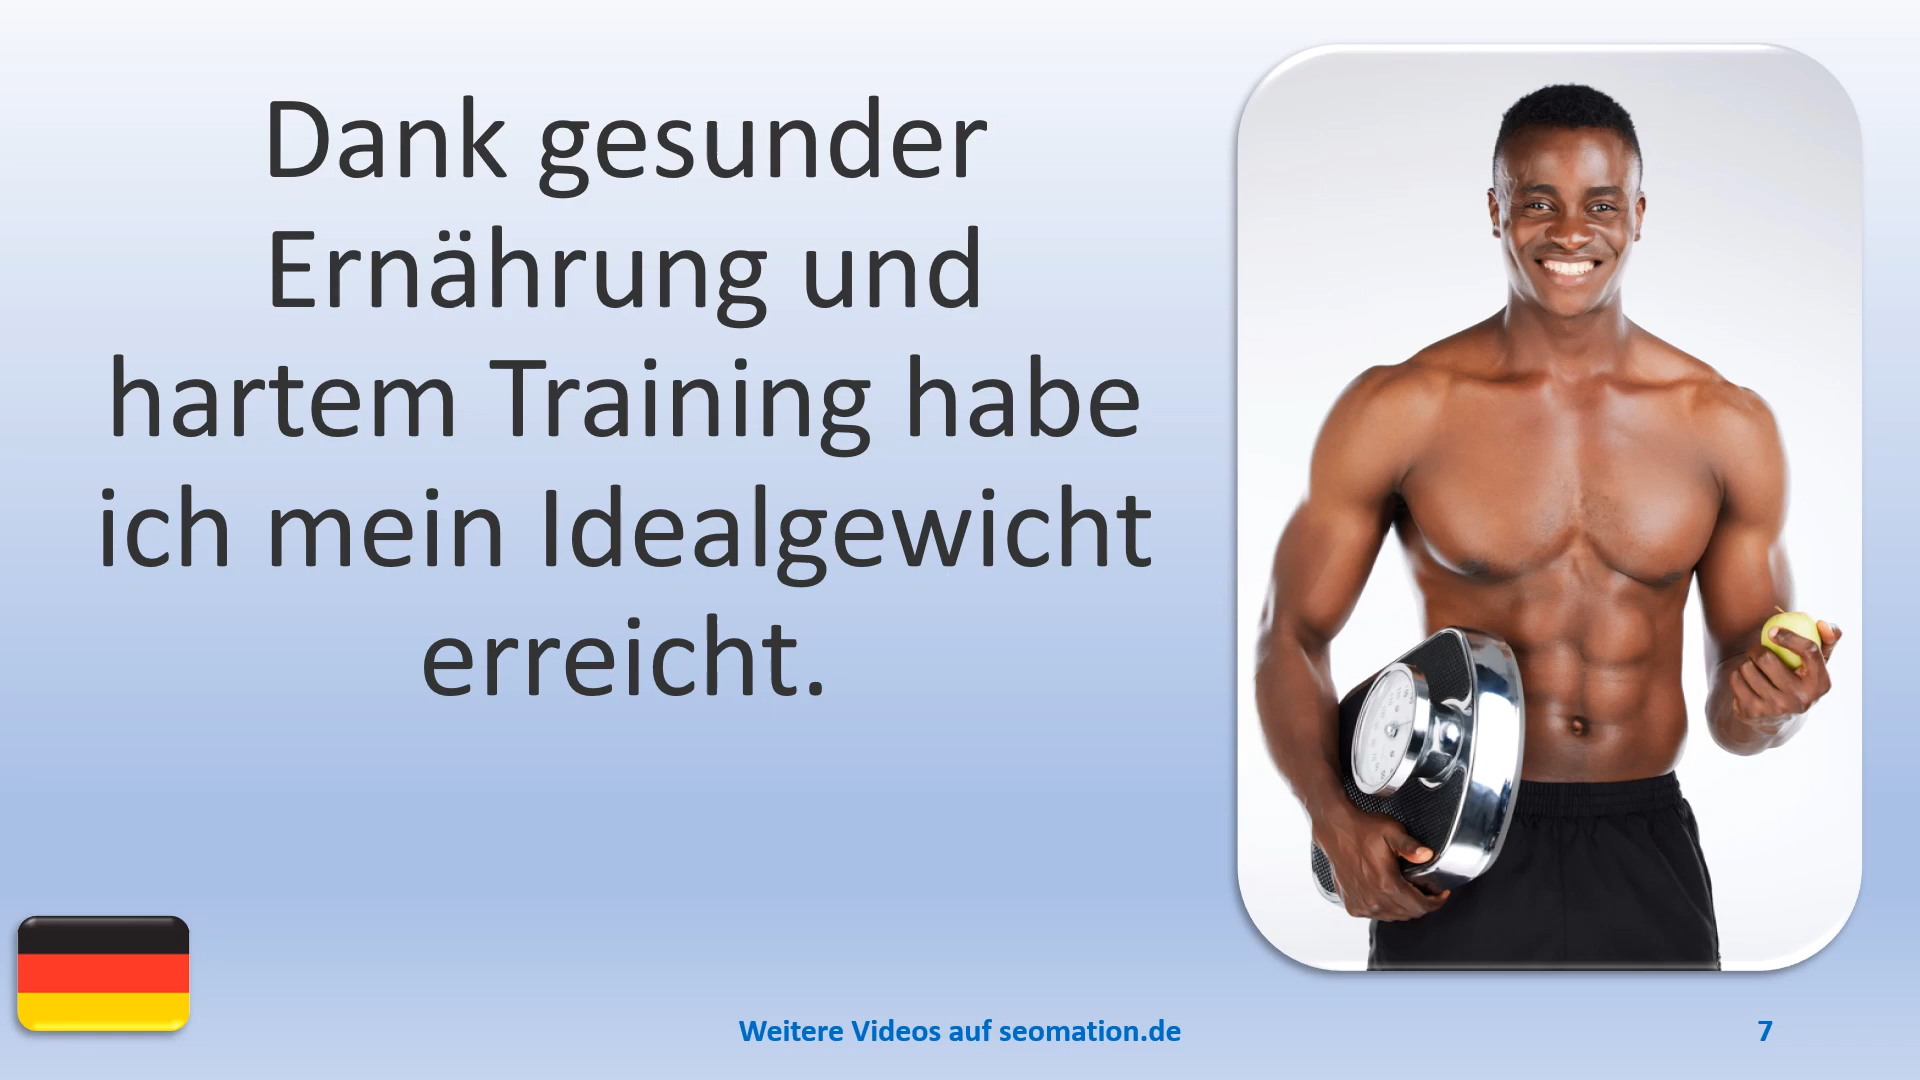 Dank gesunder
Ernährung und
hartem Training habe
ich mein Idealgewicht
erreicht.
Weitere Videos auf seomation.de
7